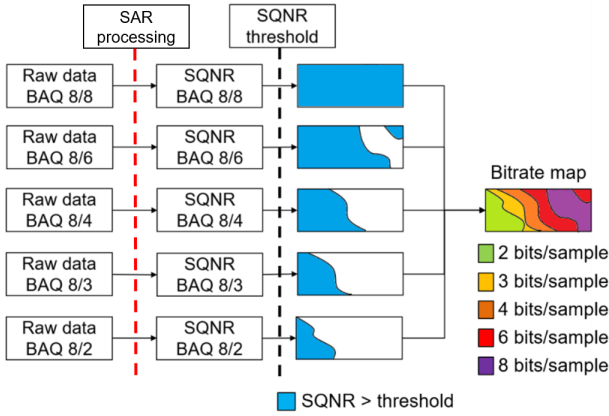 SAR
processing
SQNR
threshold
Raw data
BAQ 8/8
SQNR
BAQ 8/8
Raw data
BAQ 8/6
SQNR
BAQ 8/6
Raw data
BAQ 8/4
SQNR
BAQ 8/4
Raw data
BAQ 8/3
SQNR
BAQ 8/3
Raw data
BAQ 8/2
SQNR
BAQ 8/2
Bitrate map
2 bits/sample
3 bits/sample
4 bits/sample
6 bits/sample
8 bits/sample
SQNR > threshold